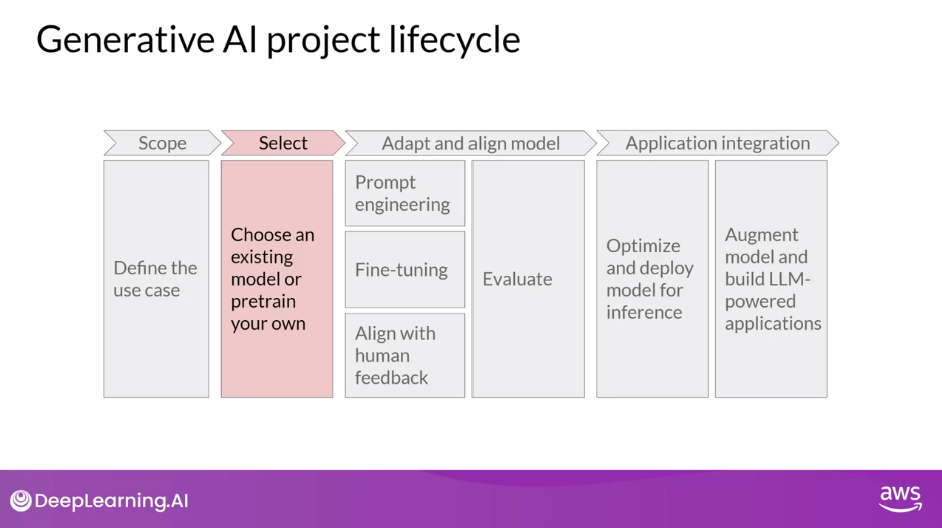 Generative AI project lifecycle
Scope
Select
Adapt and align model
Application integration
Define the
use case
Choose an
existing
model or
pretrain
your own
Prompt
engineering
Fine-tuning
Align with
human
feedback
Evaluate
Optimize
and deploy
model for
inference
Augment
model and
build LLM-
powered
applications
DeepLearning.AI
aws